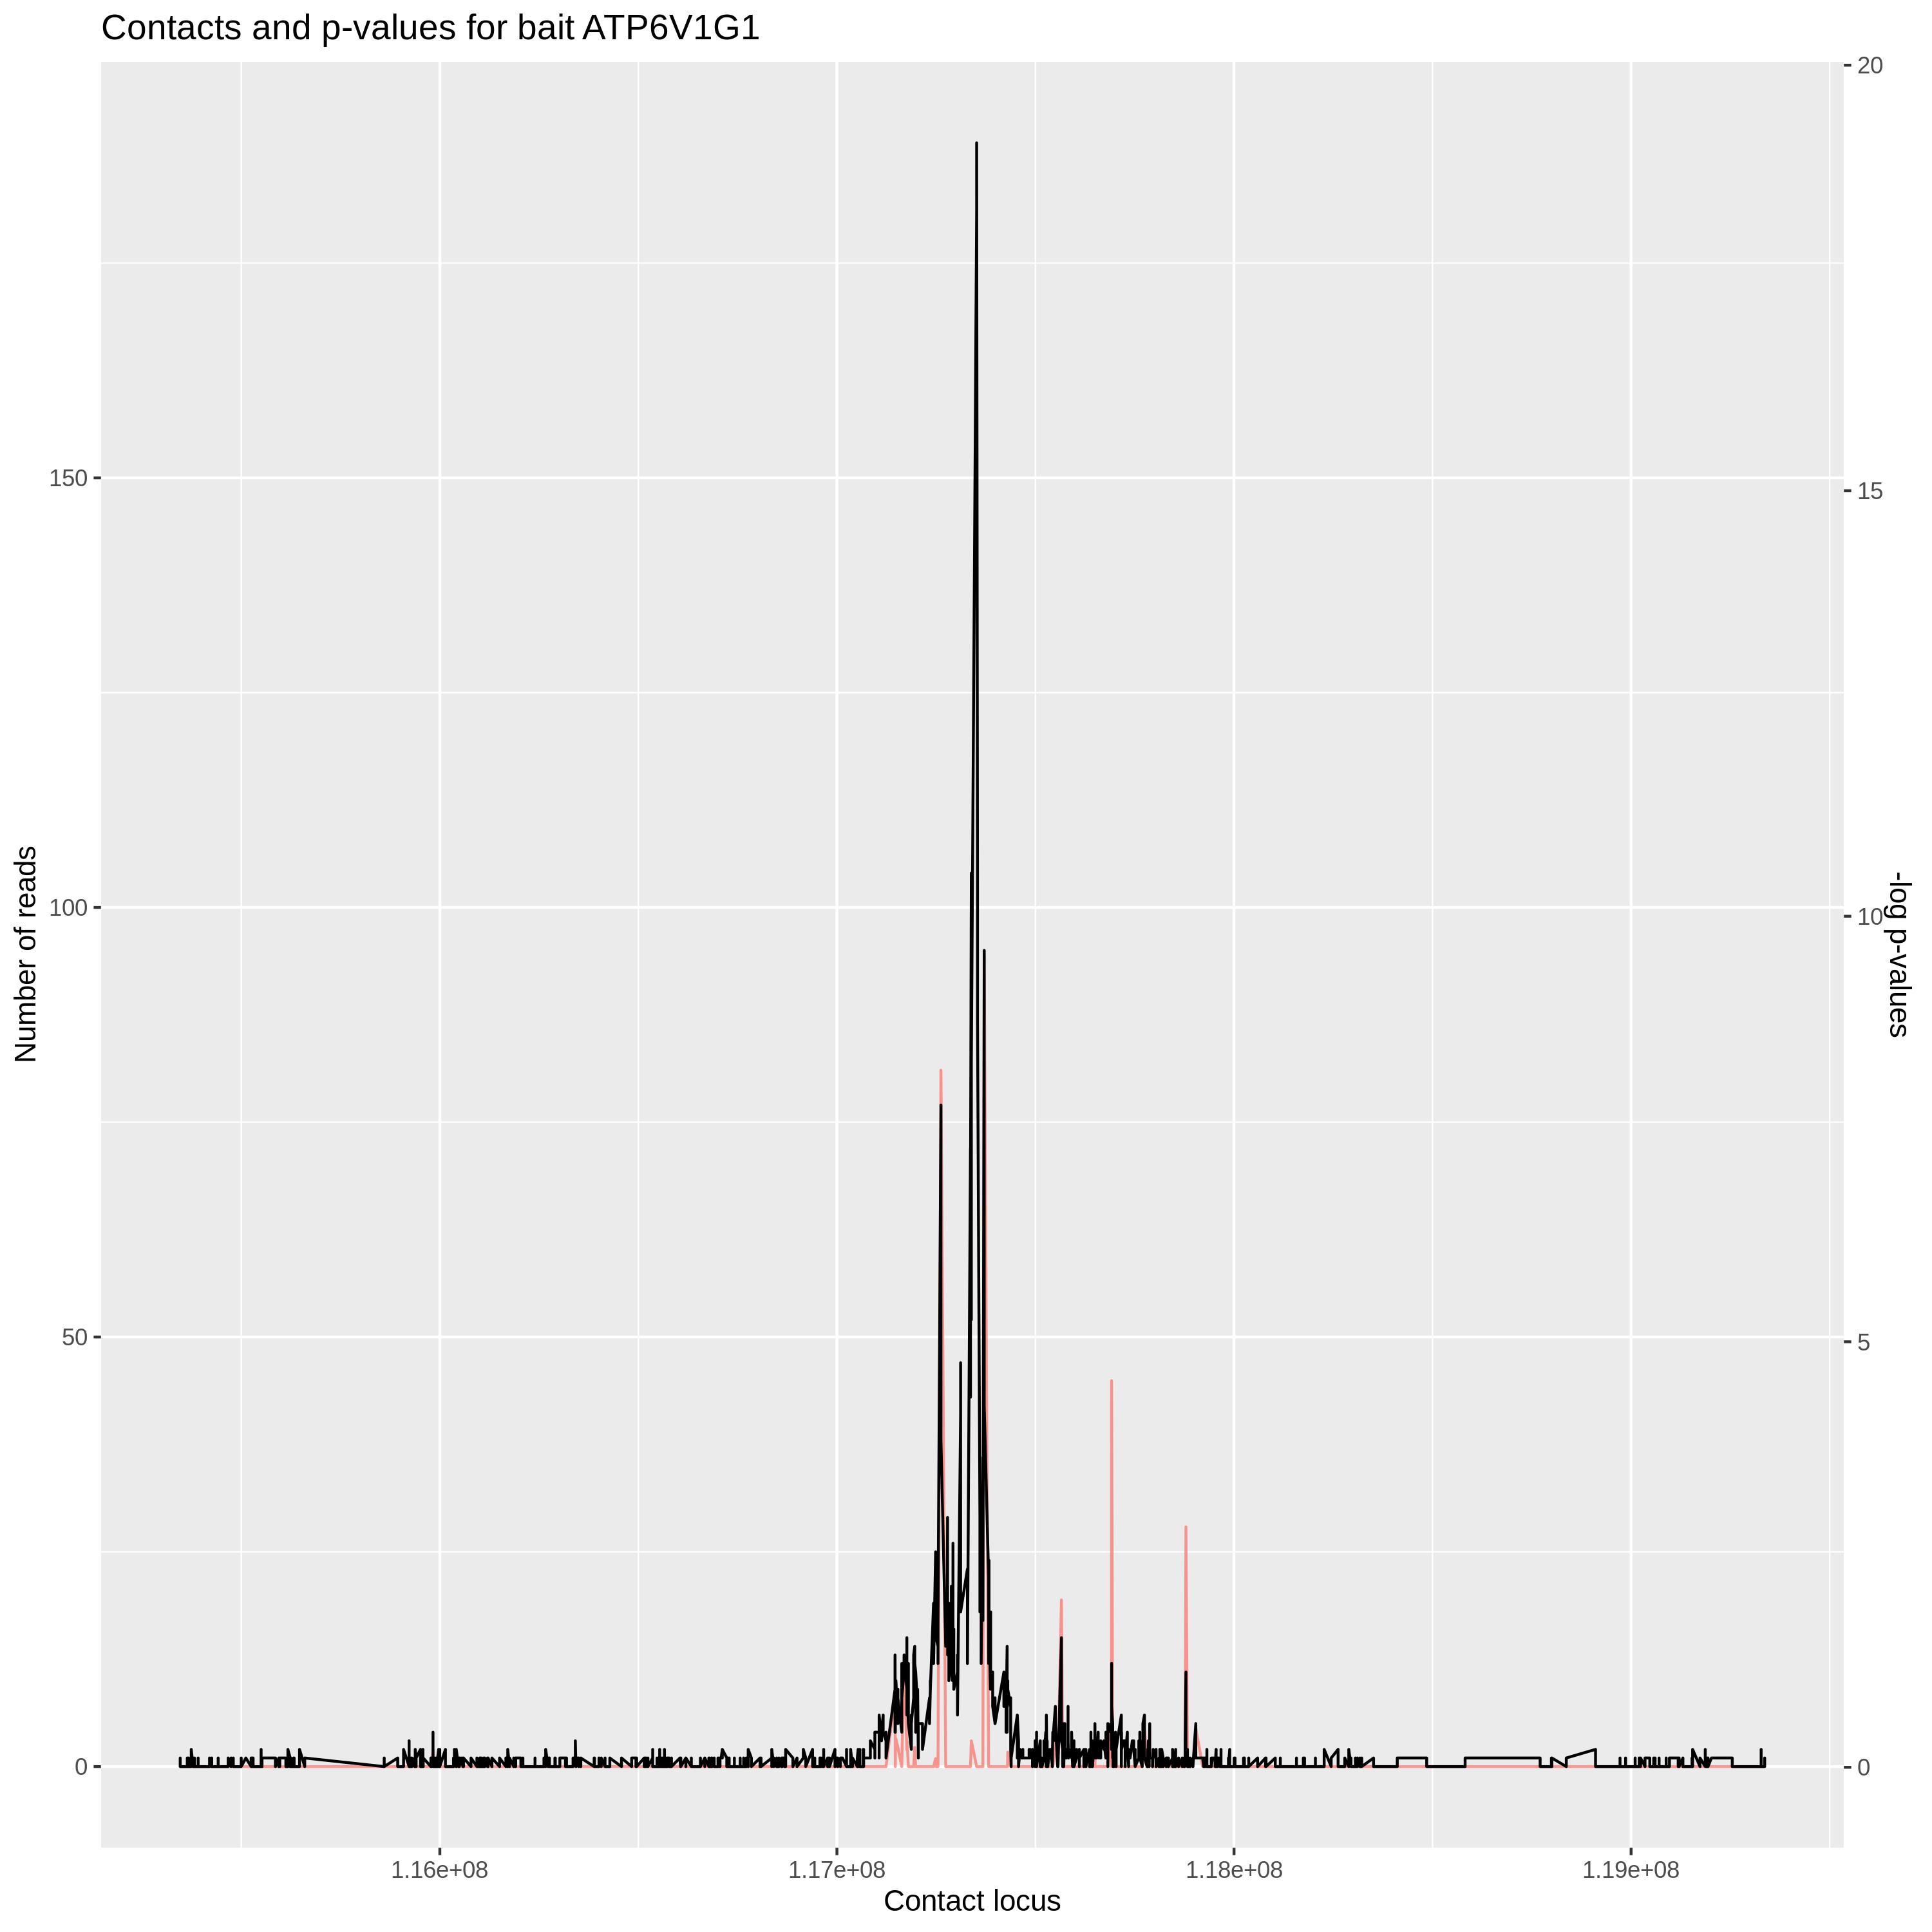 Contacts and p-values for bait ATP6V1G1
Number of reads
150
100
50
0
20
15
10
5
0
-log p-values
1.16e+08
1.17e+08
1.18e+08
1.19e+08
Contact locus